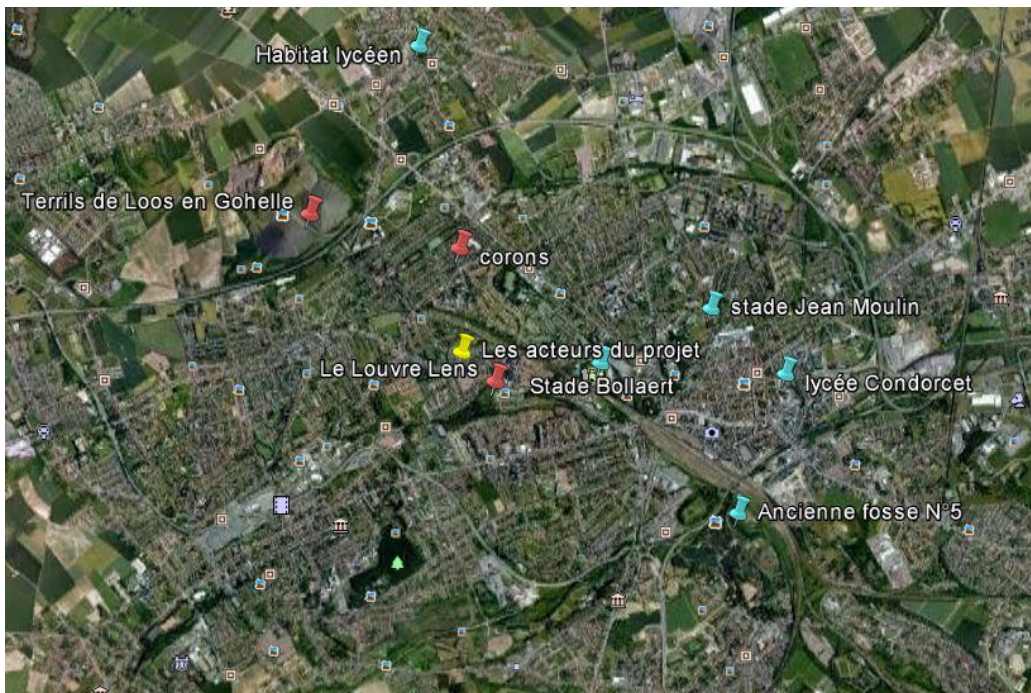 Habitat lycéen
Terrils de Loos en Gohelle
corons
stade Jean Moulin
Les acteurs du projet
Le Louvre Lens
Stade Bollaert
lycée Condorcet
Ancienne fosse N°5